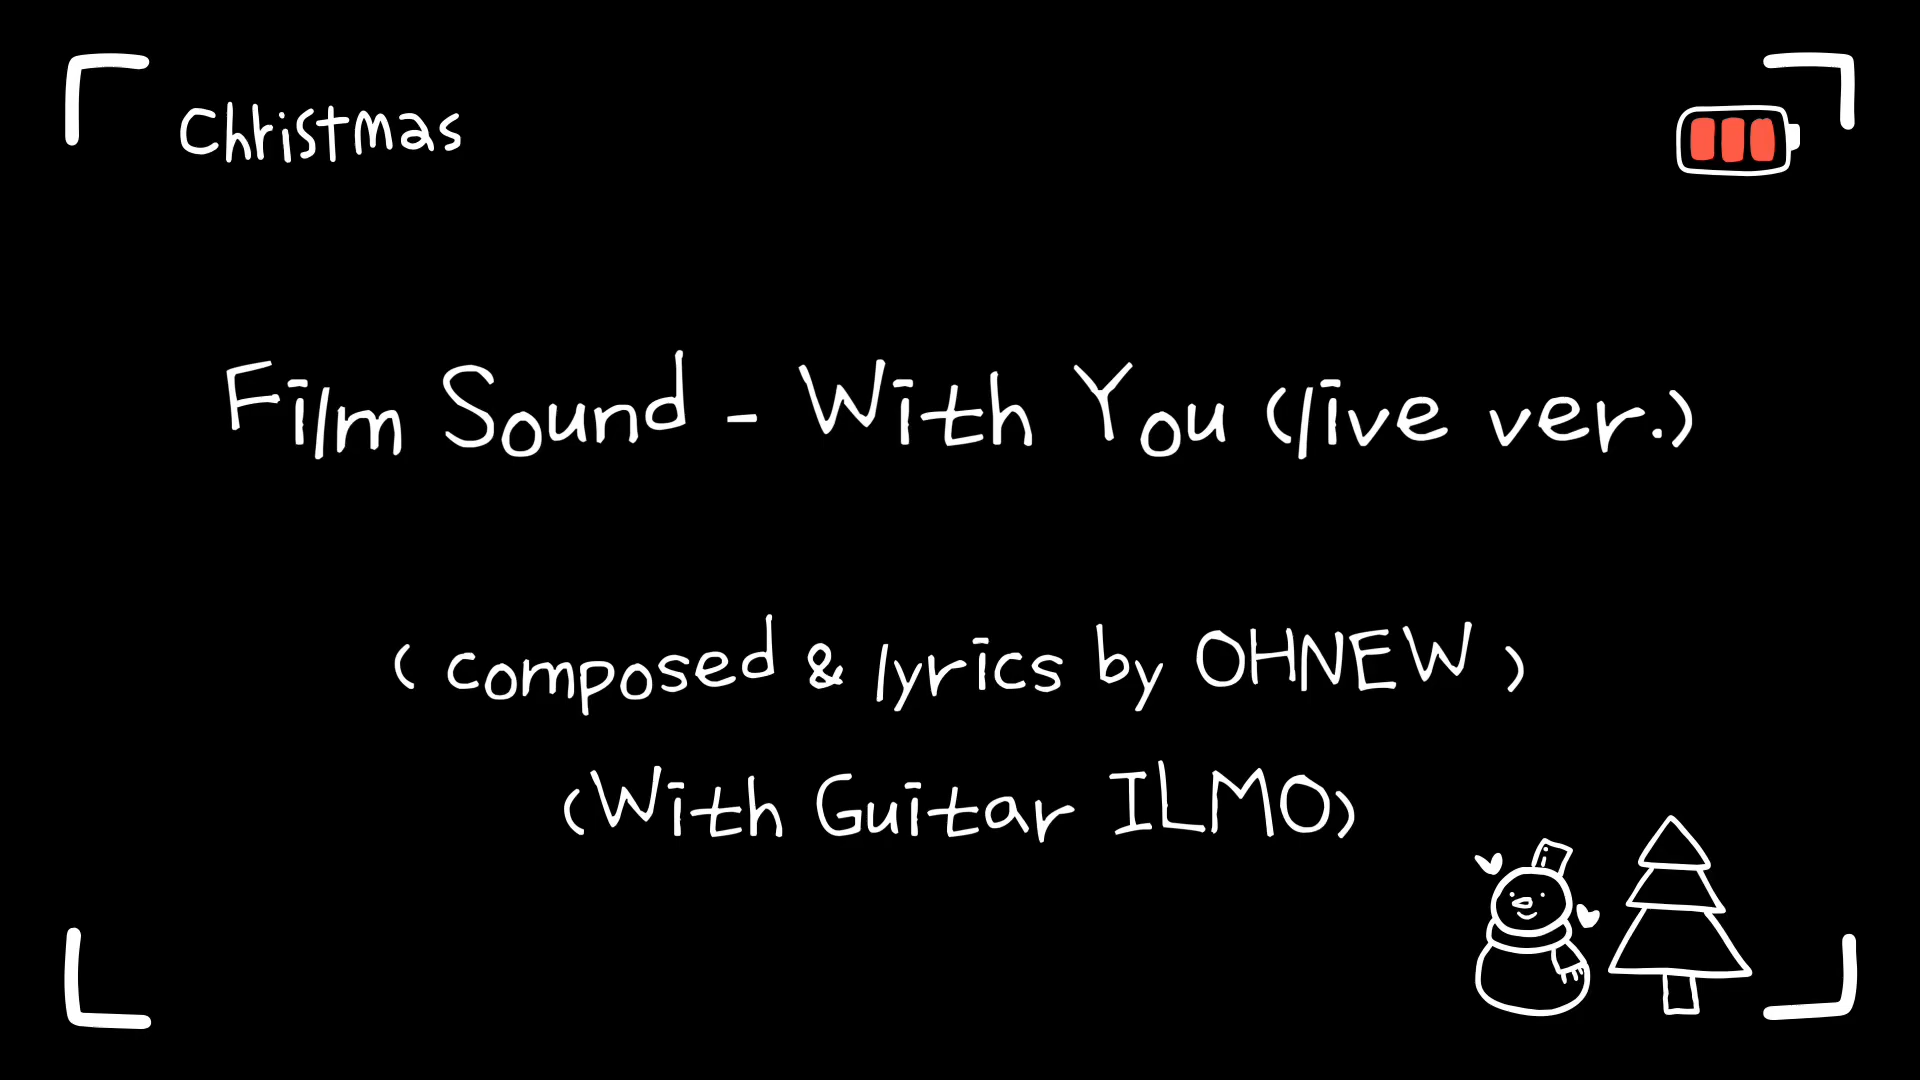 Christmas
Film Sound - With You (live ver.)
( composed & lyrics by OHNEW )
(With Guitar ILMO)